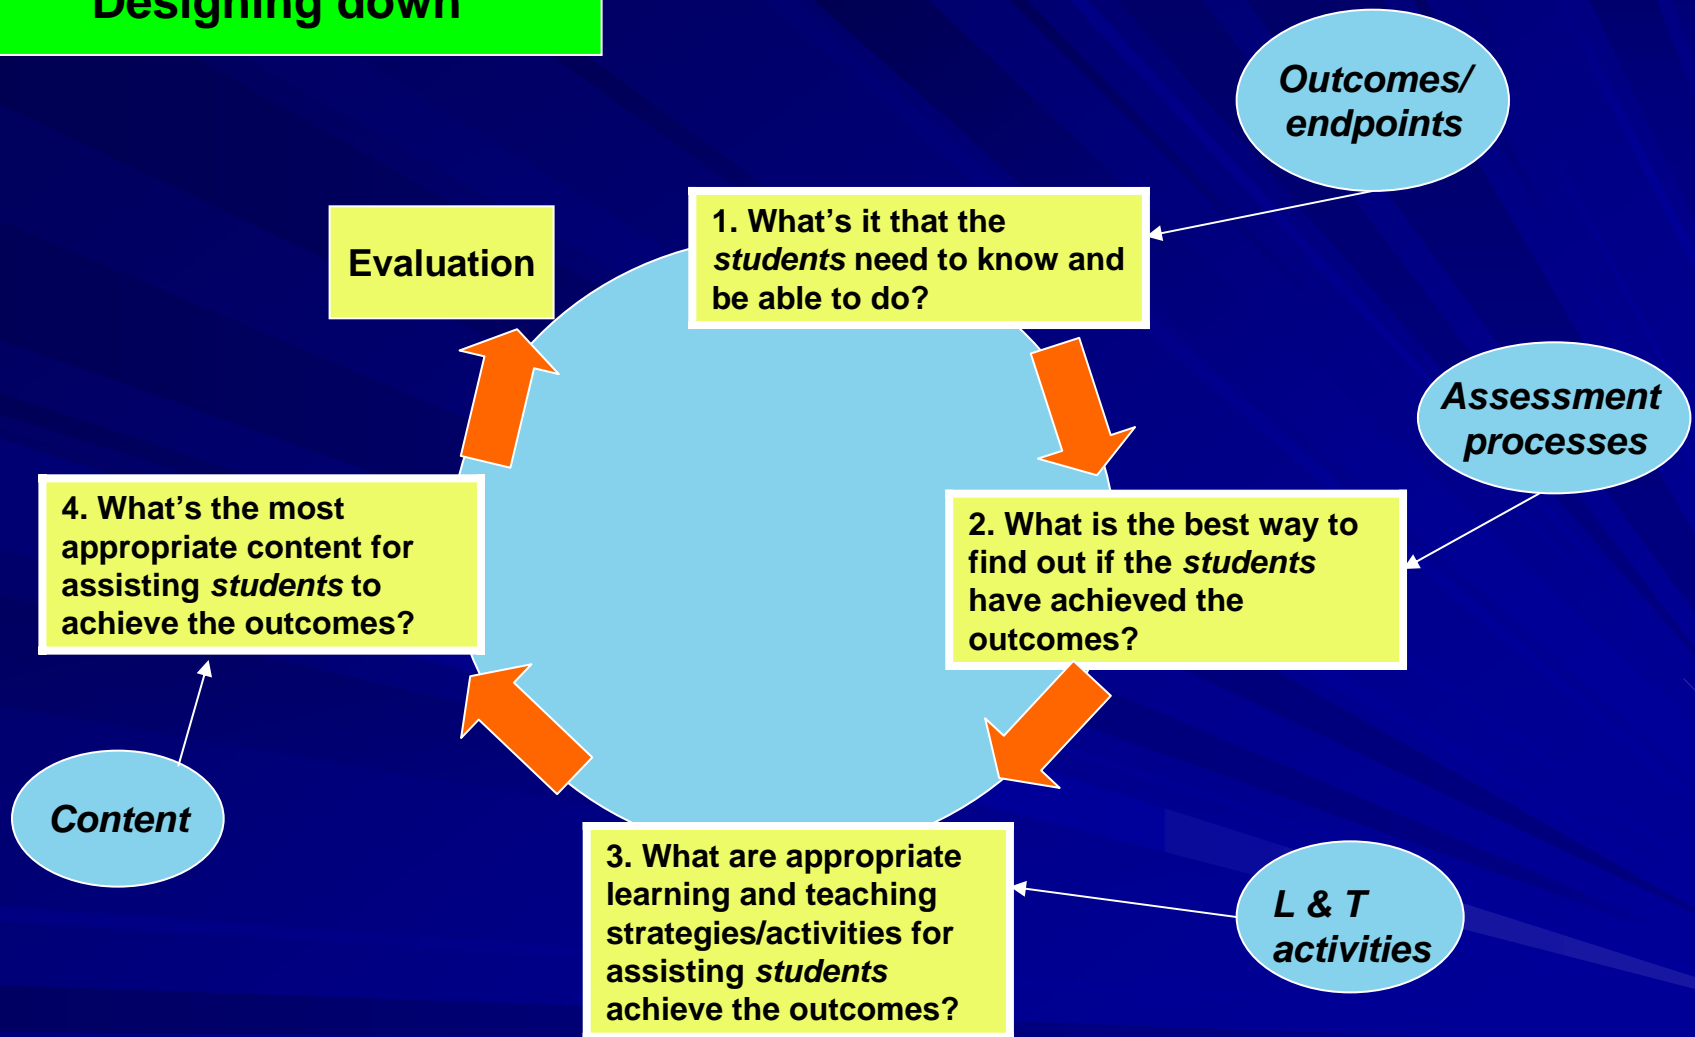 Designing down
Outcomes/
endpoints
Evaluation
1. What’s it that the
students need to know and
be able to do?
Assessment
processes
2. What is the best way to
find out if the students
have achieved the
outcomes?
4. What’s the most
appropriate content for
assisting students to
achieve the outcomes?
Content
3. What are appropriate
learning and teaching
strategies/activities for
assisting students
achieve the outcomes?
L & T
activities